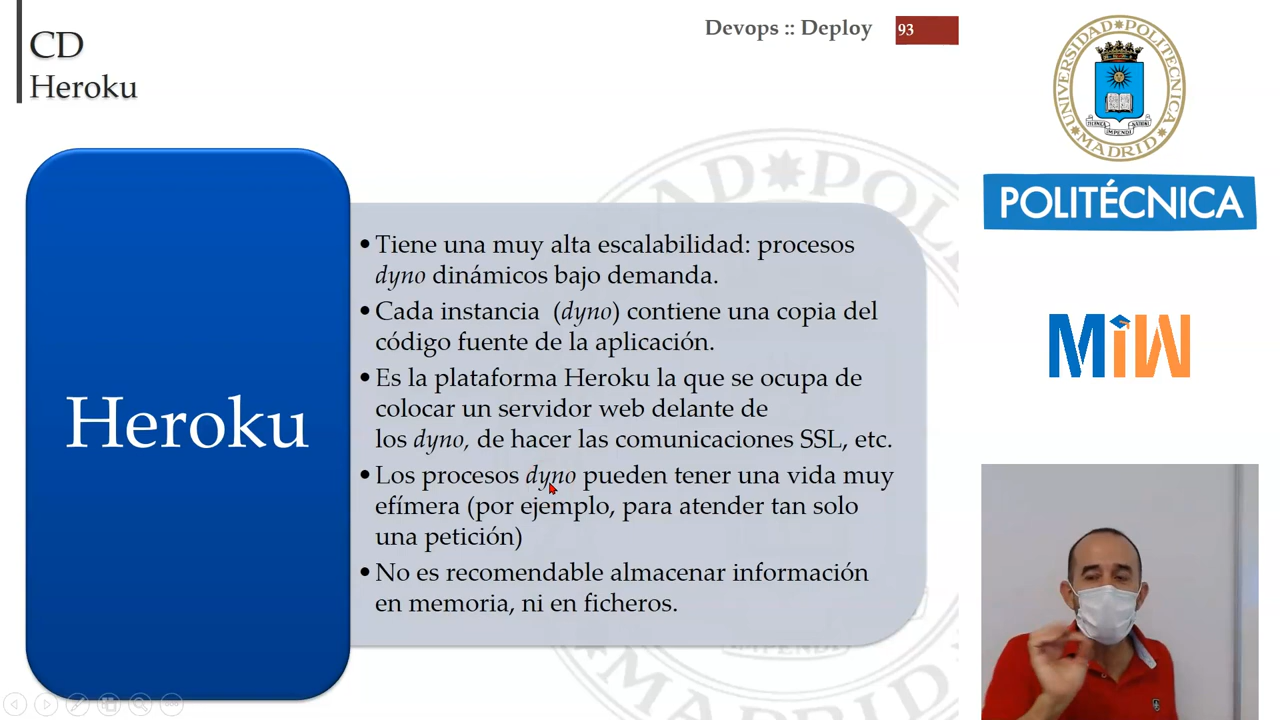 CD
Heroku
Devops :: Deploy
93
Heroku
•Tiene una muy alta escalabilidad: procesos
dyno dinámicos bajo demanda.
•Cada instancia (dyno) contiene una copia del
código fuente de la aplicación.
•Es la plataforma Heroku la que se ocupa de
colocar un servidor web delante de
los dyno, de hacer las comunicaciones SSL, etc.
•Los procesos dyno pueden tener una vida muy
efímera (por ejemplo, para atender tan solo
una petición)
•No es recomendable almacenar información
en memoria, ni en ficheros.
UNIVERSIDAD POLITECNICA
MADRID
POLITÉCNICA
MiW